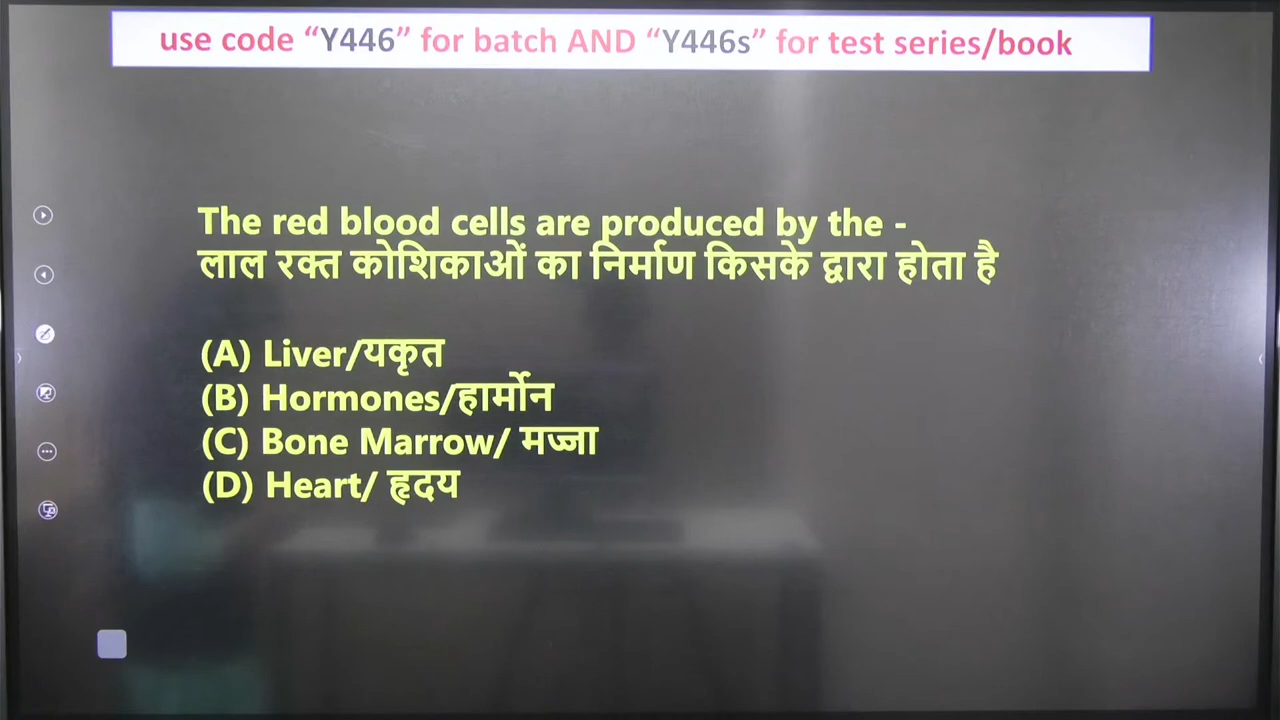 use code “Y446” for batch AND “Y446s” for test series/book
The red blood cells are produced by the -
लाल रक्त कोशिकाओं का निर्माण किसके द्वारा होता है
(A) Liver/यकृत
(B) Hormones/हार्मोन
(C) Bone Marrow/ मज्जा
(D) Heart/ हृदय